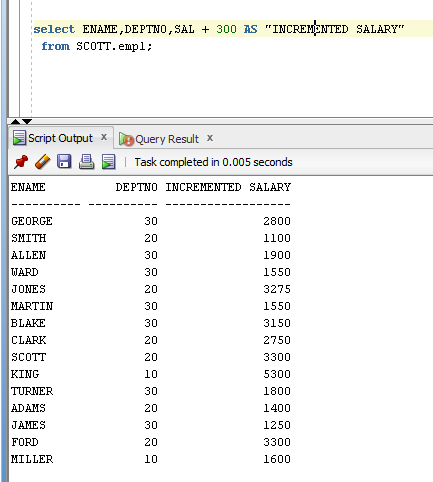 select ENAME,DEPTNO,SAL + 300 AS "INCREMENTED SALARY"
from SCOTT.empl;
Script Output x Query Result x
Task completed in 0.005 seconds
ENAME DEPTNO INCREMENTED SALARY
---------- ---------- ------------------
GEORGE 30 2800
SMITH 20 1100
ALLEN 30 1900
WARD 30 1550
JONES 20 3275
MARTIN 30 1550
BLAKE 30 3150
CLARK 20 2750
SCOTT 20 3300
KING 10 5300
TURNER 30 1800
ADAMS 20 1400
JAMES 30 1250
FORD 20 3300
MILLER 10 1600